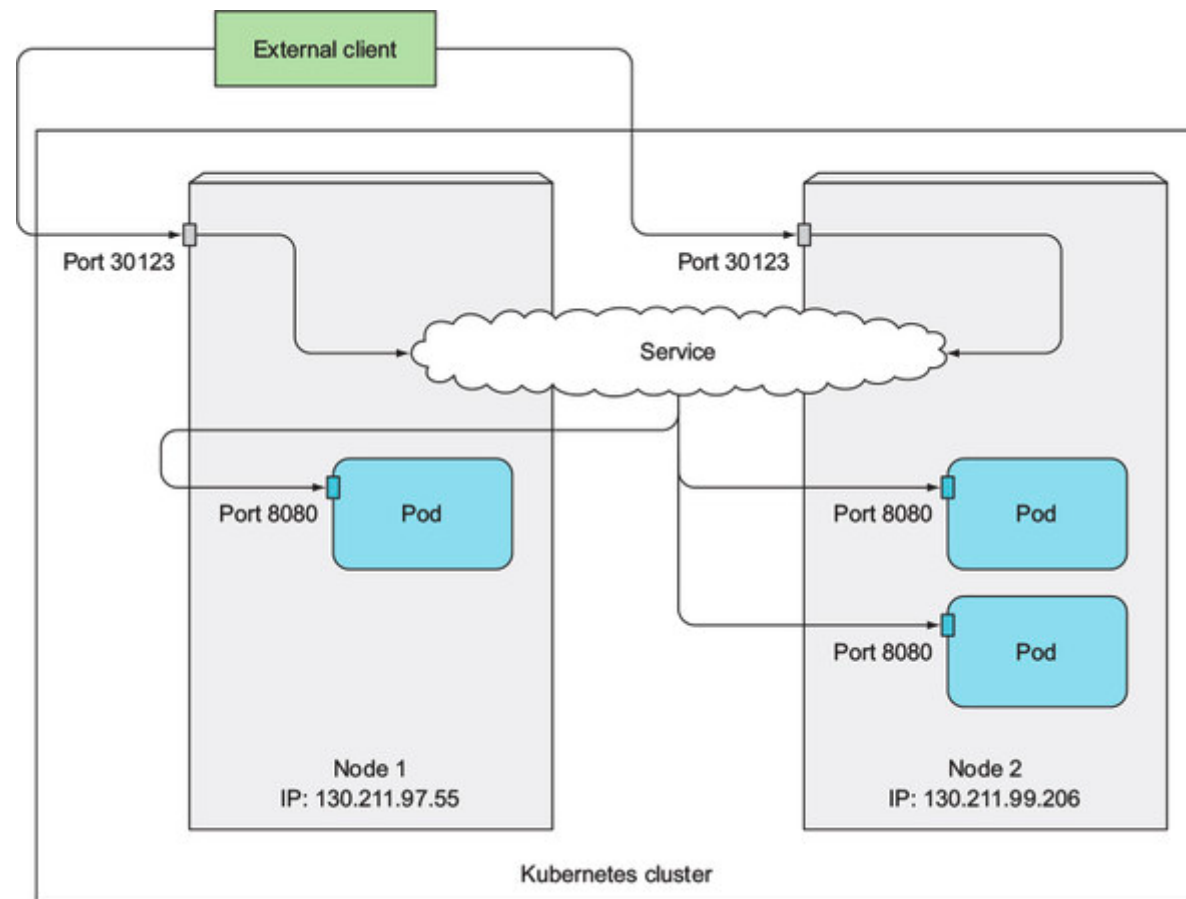 External client
Port 30123
Port 30123
Service
Port 8080
Pod
Port 8080
Pod
Port 8080
Pod
Node 1
IP: 130.211.97.55
Node 2
IP: 130.211.99.206
Kubernetes cluster